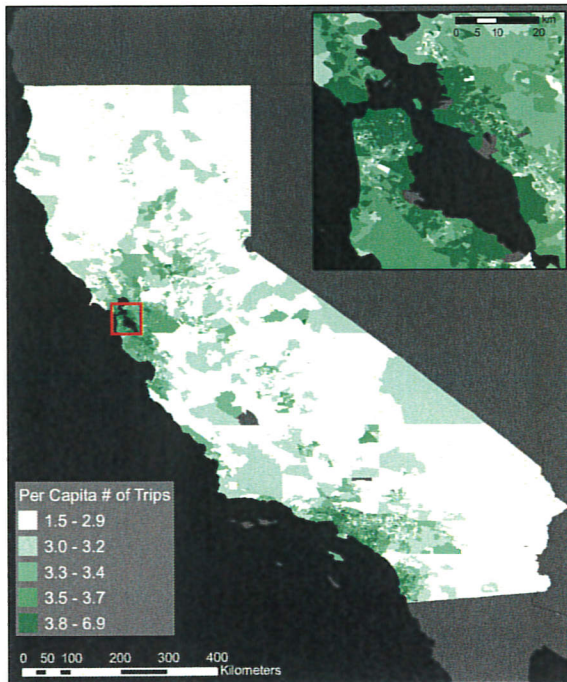 km
0 5 10 20
Per Capita # of Trips
1.5 - 2.9
3.0 - 3.2
3.3 - 3.4
3.5 - 3.7
3.8 - 6.9
0 50 100 200 300 400
Kilometers